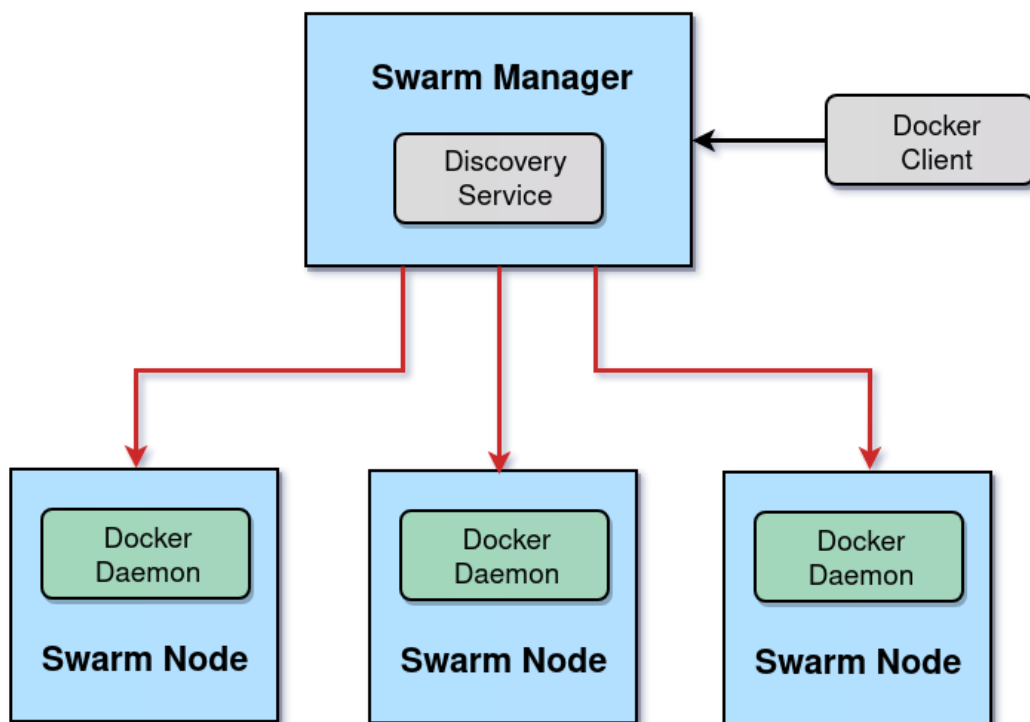 Swarm Manager
Discovery
Service
Docker
Client
Docker
Daemon
Swarm Node
Docker
Daemon
Swarm Node
Docker
Daemon
Swarm Node